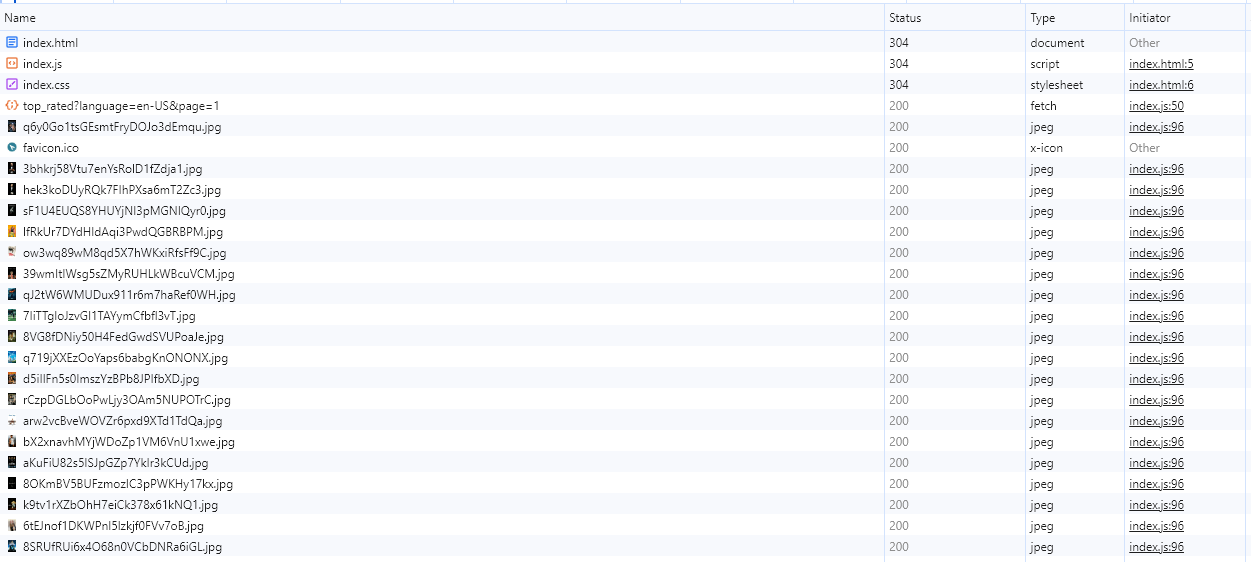 Name Status Type Initiator
index.html 304 document Other
index.js 304 script index.html:5
index.css 304 stylesheet index.html:6
top_rated?language=en-US&page=1 200 fetch index.js:50
q6y0Go1tsGEsmtFryDOJo3dEmqu.jpg 200 jpeg index.js:96
favicon.ico 200 x-icon Other
3bhkrj58Vtu7enYsRolD1fZdja1.jpg 200 jpeg index.js:96
hek3koDUyRQk7FIhPXsa6mT2Zc3.jpg 200 jpeg index.js:96
sF1U4EUQS8YHUYjNl3pMGNIQyr0.jpg 200 jpeg index.js:96
lfRkUr7DYdHldAqi3PwdQGBRBPM.jpg 200 jpeg index.js:96
ow3wq89wM8qd5X7hWKxiRfsFf9C.jpg 200 jpeg index.js:96
39wmItIWsg5sZMyRUHLkWBcuVCM.jpg 200 jpeg index.js:96
qJ2tW6WMUDux911r6m7haRef0WH.jpg 200 jpeg index.js:96
7IiTTgloJzvGI1TAYymCfbfl3vT.jpg 200 jpeg index.js:96
8VG8fDNiy50H4FedGwdSVUPoaJe.jpg 200 jpeg index.js:96
q719jXXEzOoYaps6babgKnONONX.jpg 200 jpeg index.js:96
d5iIlFn5s0ImszYzBPb8JPIfbXD.jpg 200 jpeg index.js:96
rCzpDGLbOoPwLjy3OAm5NUPOTrC.jpg 200 jpeg index.js:96
arw2vcBveWOVZr6pxd9XTd1TdQa.jpg 200 jpeg index.js:96
bX2xnavhMYjWDoZp1VM6VnU1xwe.jpg 200 jpeg index.js:96
aKuFiU82s5ISJpGZp7YkIr3kCUd.jpg 200 jpeg index.js:96
8OKmBV5BUFzmozIC3pPWKHy17kx.jpg 200 jpeg index.js:96
k9tv1rXZbOhH7eiCk378x61kNQ1.jpg 200 jpeg index.js:96
6tEJnof1DKWPnl5lzkjf0FVv7oB.jpg 200 jpeg index.js:96
8SRUfRUi6x4O68n0VCbDNRa6iGL.jpg 200 jpeg index.js:96